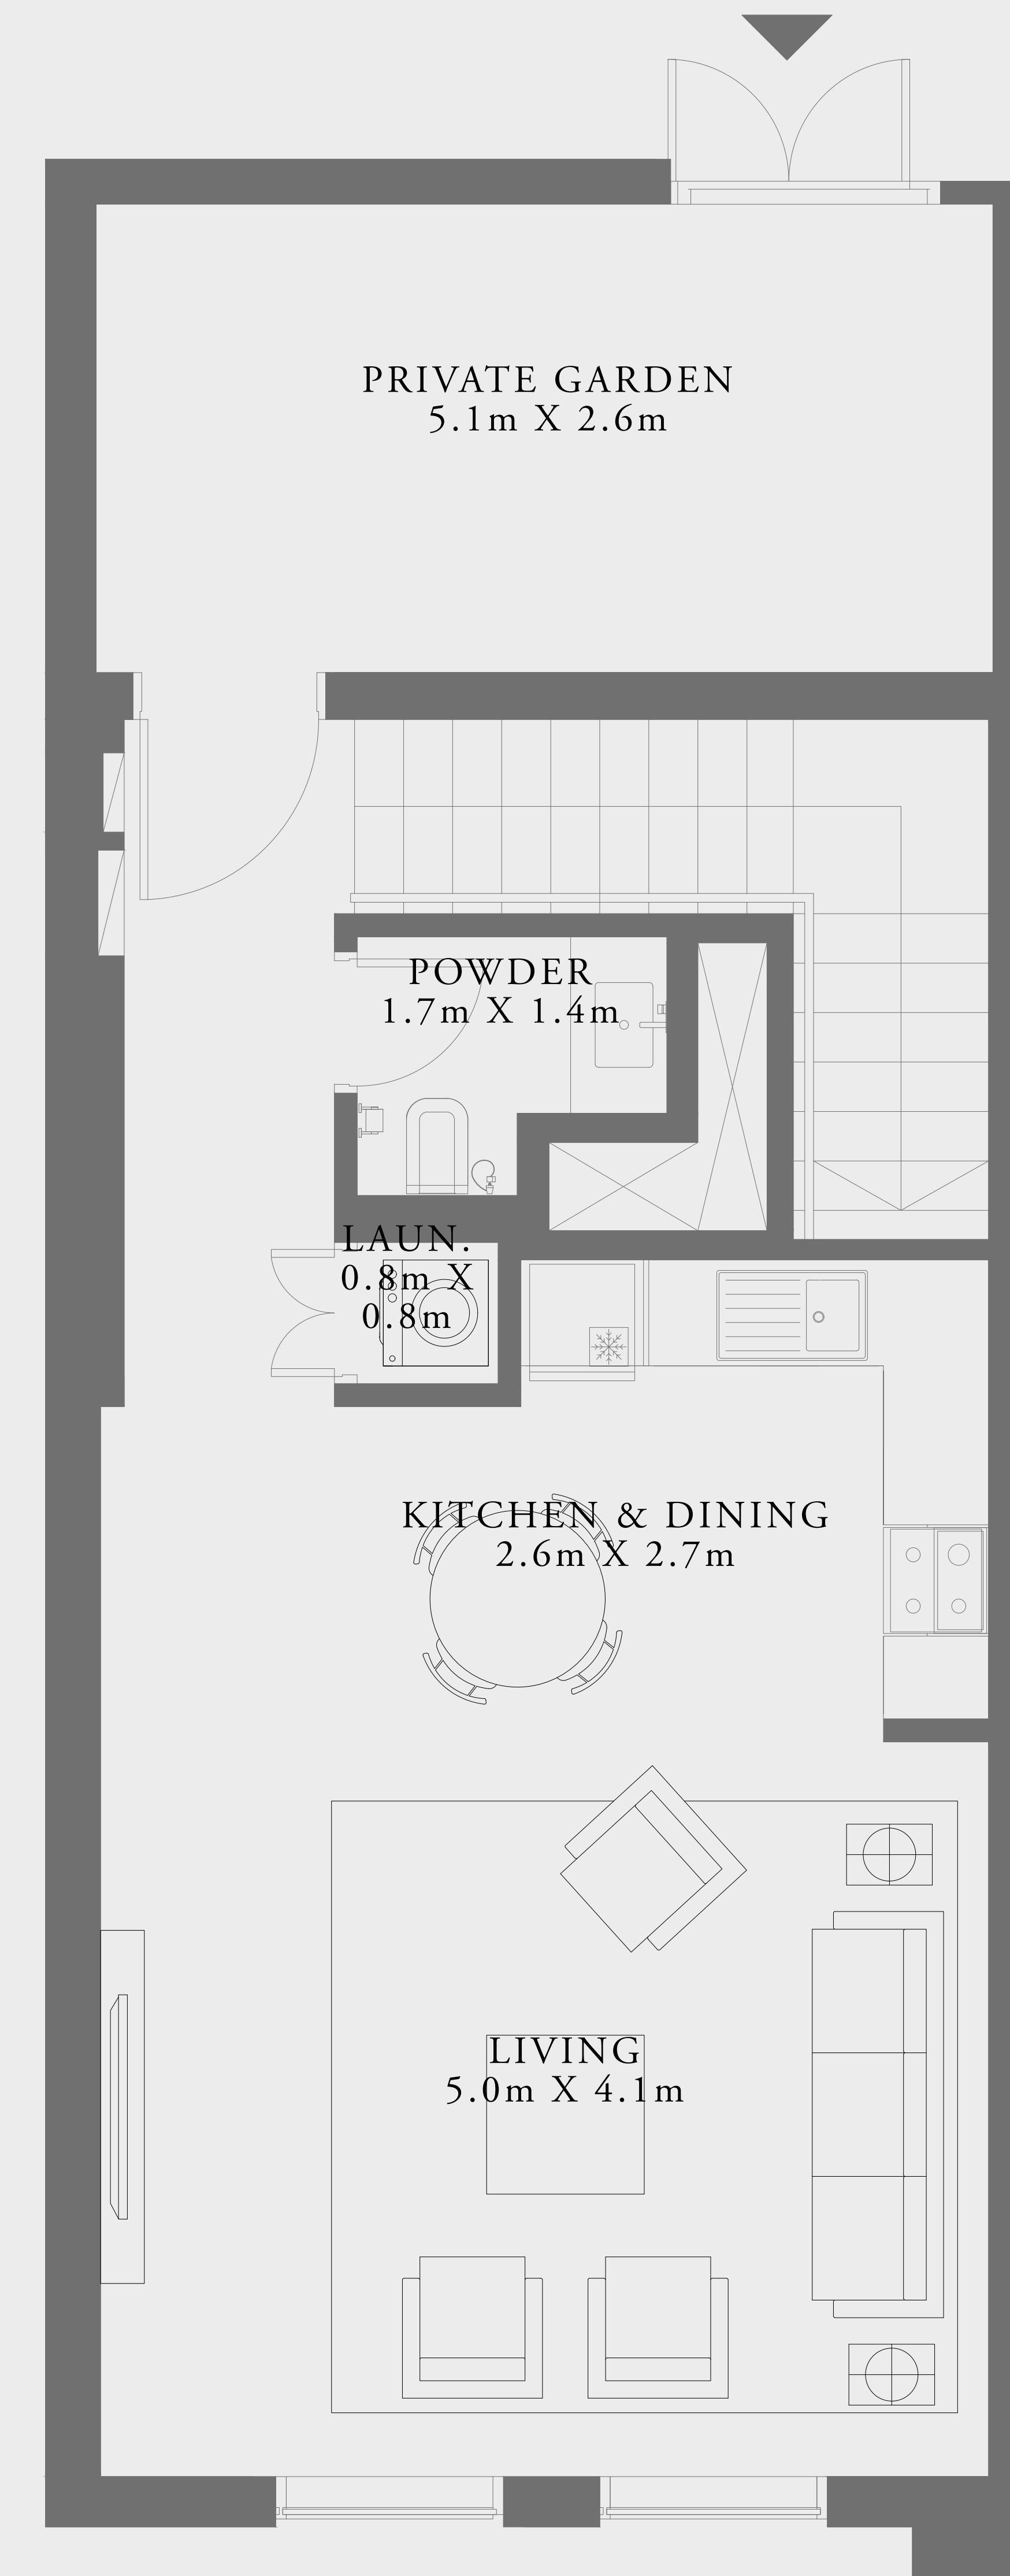 PRIVATE GARDEN
5.1m X 2.6m
POWDER
1.7m X 1.4m
LAUN.
0.8m X
0.8m
KITCHEN & DINING
2.6m X 2.7m
LIVING
5.0m X 4.1m